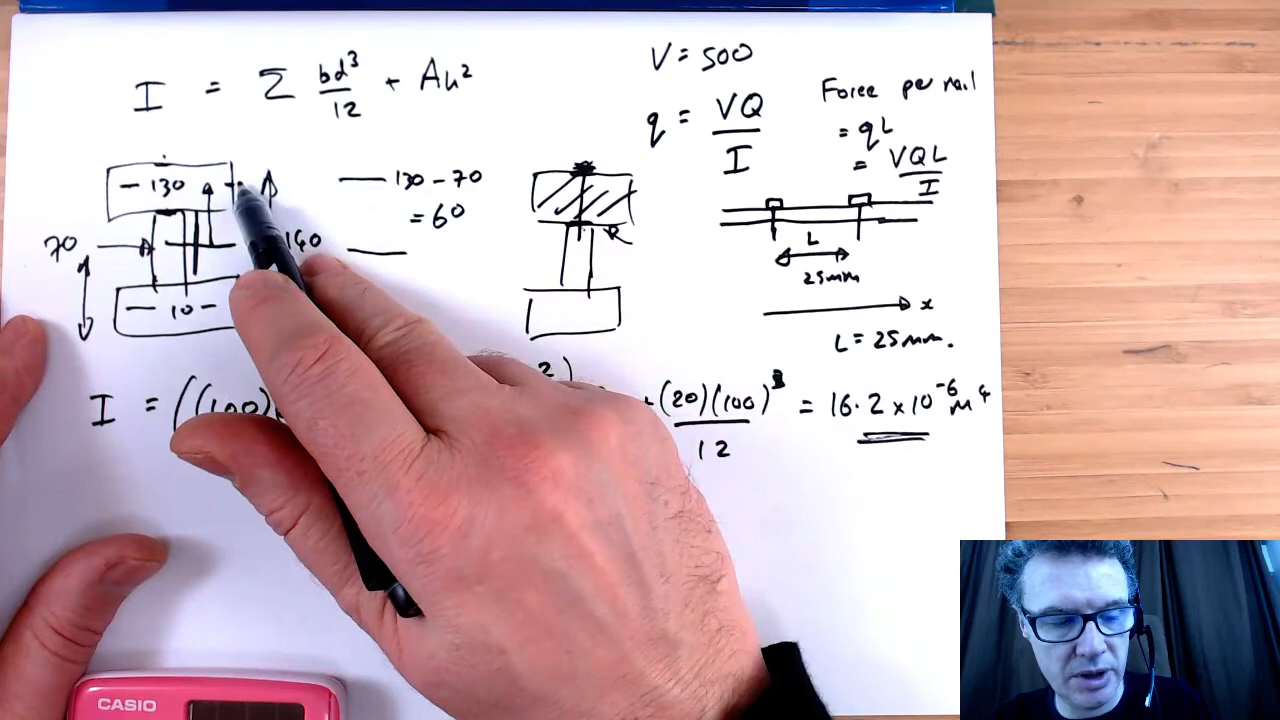 I = Σ bd³/12 + Ah²
V = 500
q = VQ/I
Force per nail
= qL
= VQL/I
- 130 -
130 - 70
= 60
70
140
- 10 -
L
25mm
x
L = 25mm.
I = ((100)
2)
+ (20)(100)³/12 = 16.2 x 10⁻⁶ M⁴
CASIO